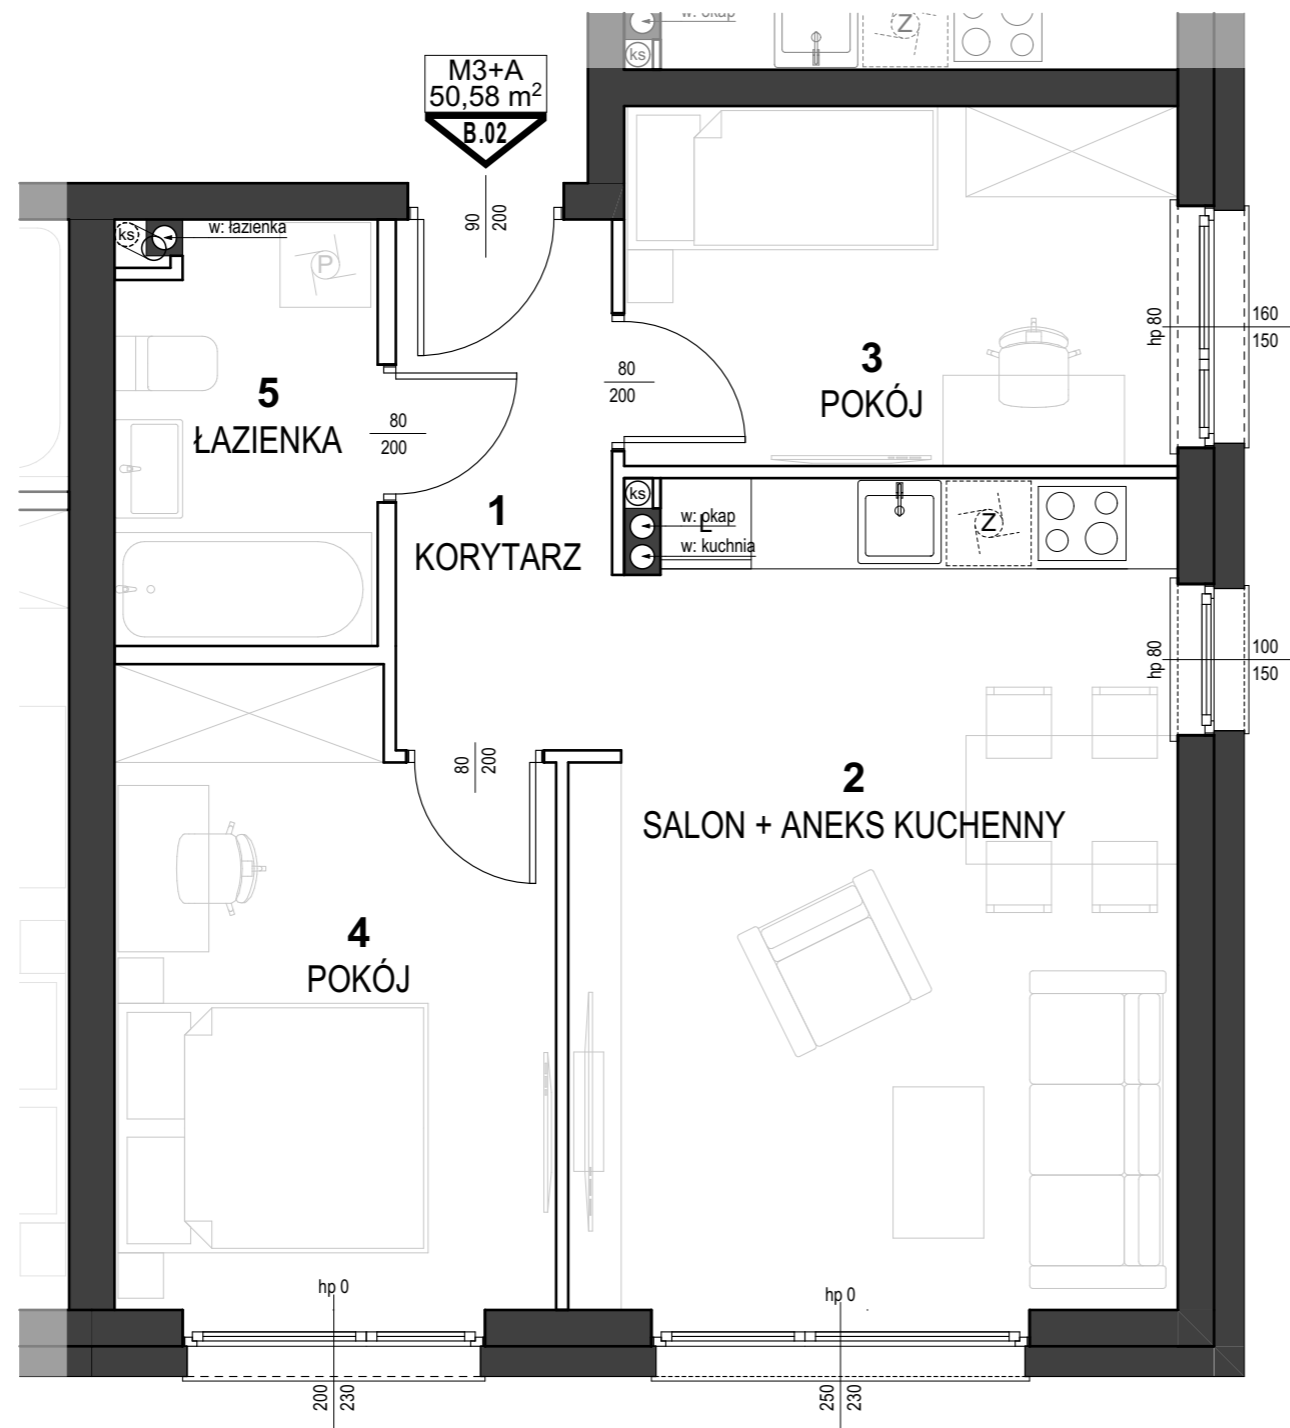 w: okap
Z
ks
M3+A
50,58 m²
B.02
90
200
ks
w: łazienka
P
hp 80
160
150
3
POKÓJ
80
200
5
ŁAZIENKA
80
200
1
KORYTARZ
ks
w: okap
L
w: kuchnia
Z
hp 80
100
150
80
200
2
SALON + ANEKS KUCHENNY
4
POKÓJ
hp 0
hp 0
200
230
250
230